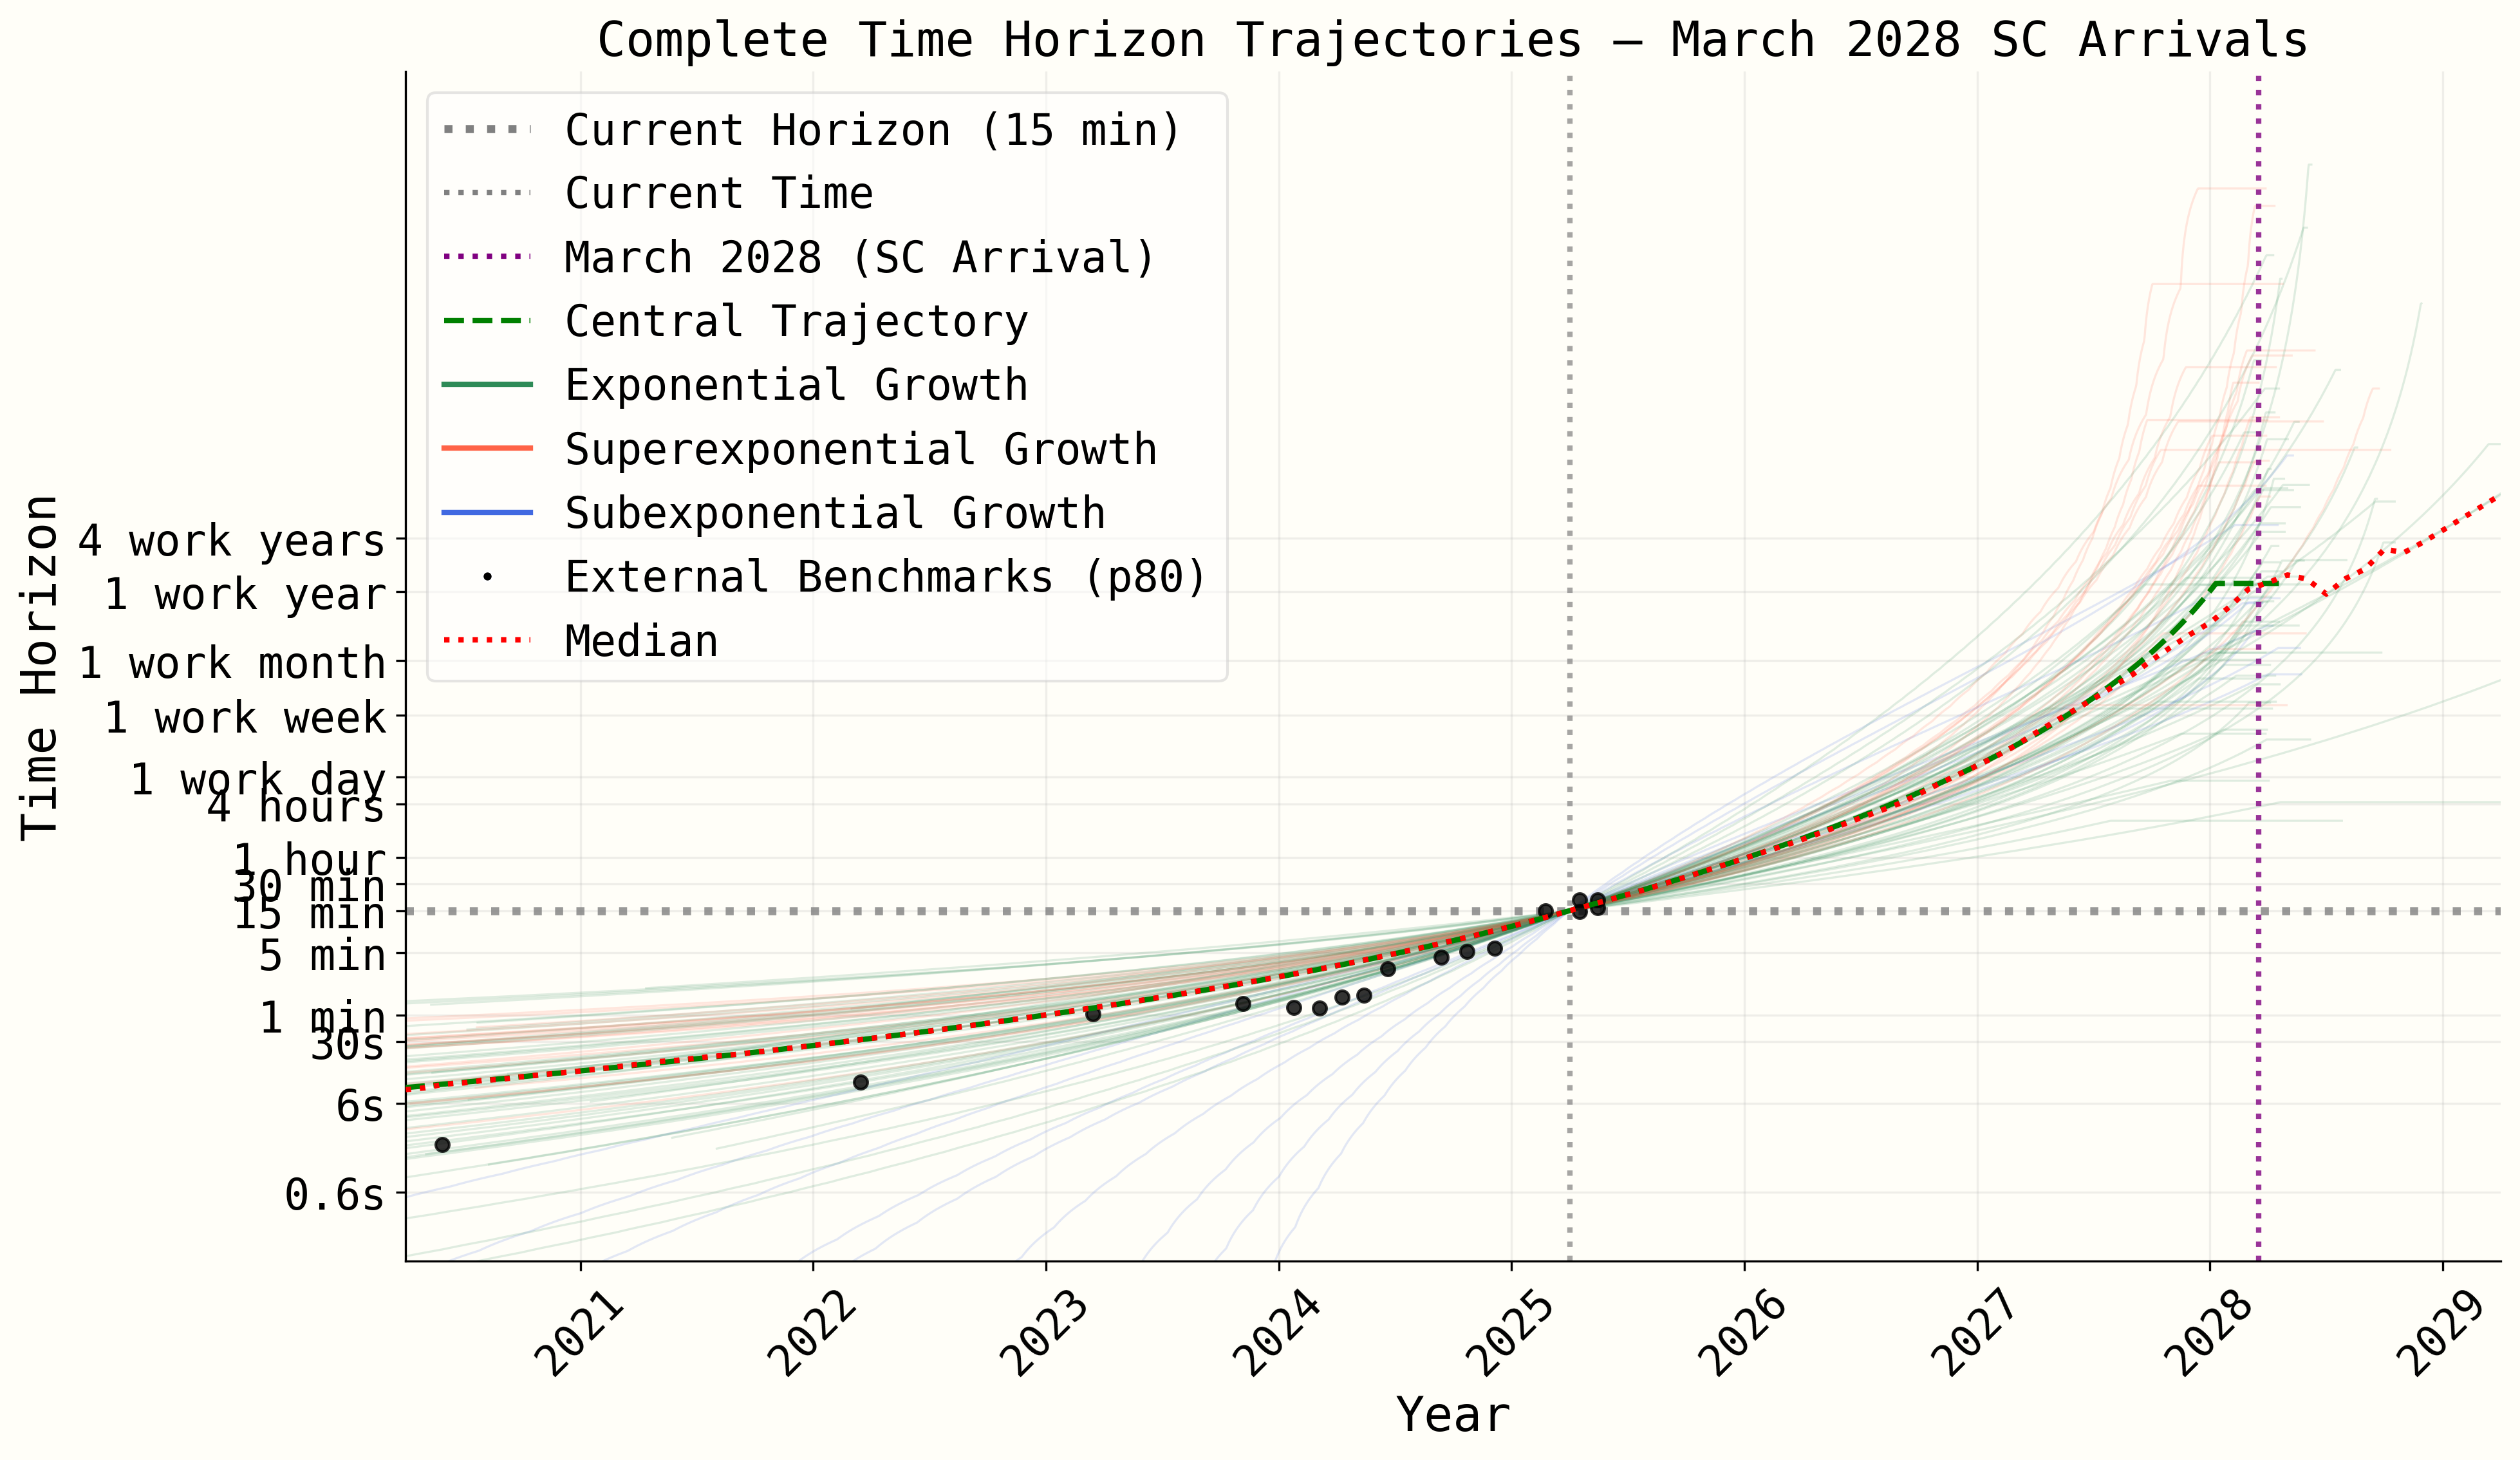 Complete Time Horizon Trajectories — March 2028 SC Arrivals
Current Horizon (15 min)
Current Time
March 2028 (SC Arrival)
Central Trajectory
Exponential Growth
Superexponential Growth
Subexponential Growth
External Benchmarks (p80)
Median
Time Horizon
4 work years
1 work year
1 work month
1 work week
1 work day
4 hours
1 hour
30 min
15 min
5 min
1 min
30s
6s
0.6s
2021
2022
2023
2024
2025
2026
2027
2028
2029
Year